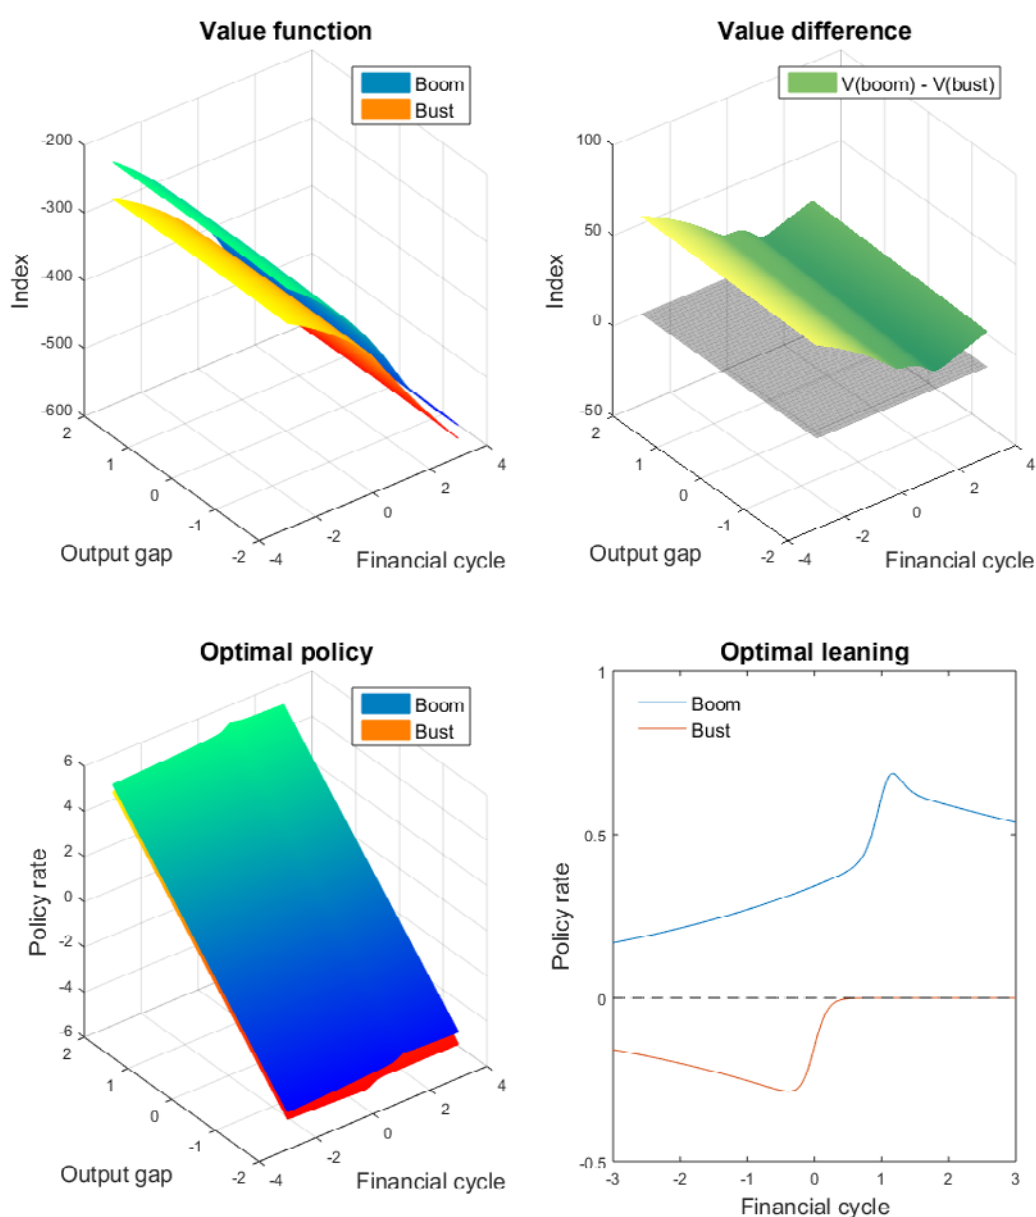 Value function
Boom
Bust
-200
-300
-400
-500
-600
Index
2
1
0
-1
-2
Output gap
-4
-2
0
2
4
Financial cycle
Value difference
V(boom) - V(bust)
100
50
0
-50
Index
2
1
0
-1
-2
Output gap
-4
-2
0
2
4
Financial cycle
Optimal policy
Boom
Bust
6
4
2
0
-2
-4
-6
Policy rate
2
1
0
-1
-2
Output gap
-4
-2
0
2
4
Financial cycle
Optimal leaning
Boom
Bust
1
0.5
0
-0.5
Policy rate
-3
-2
-1
0
1
2
3
Financial cycle